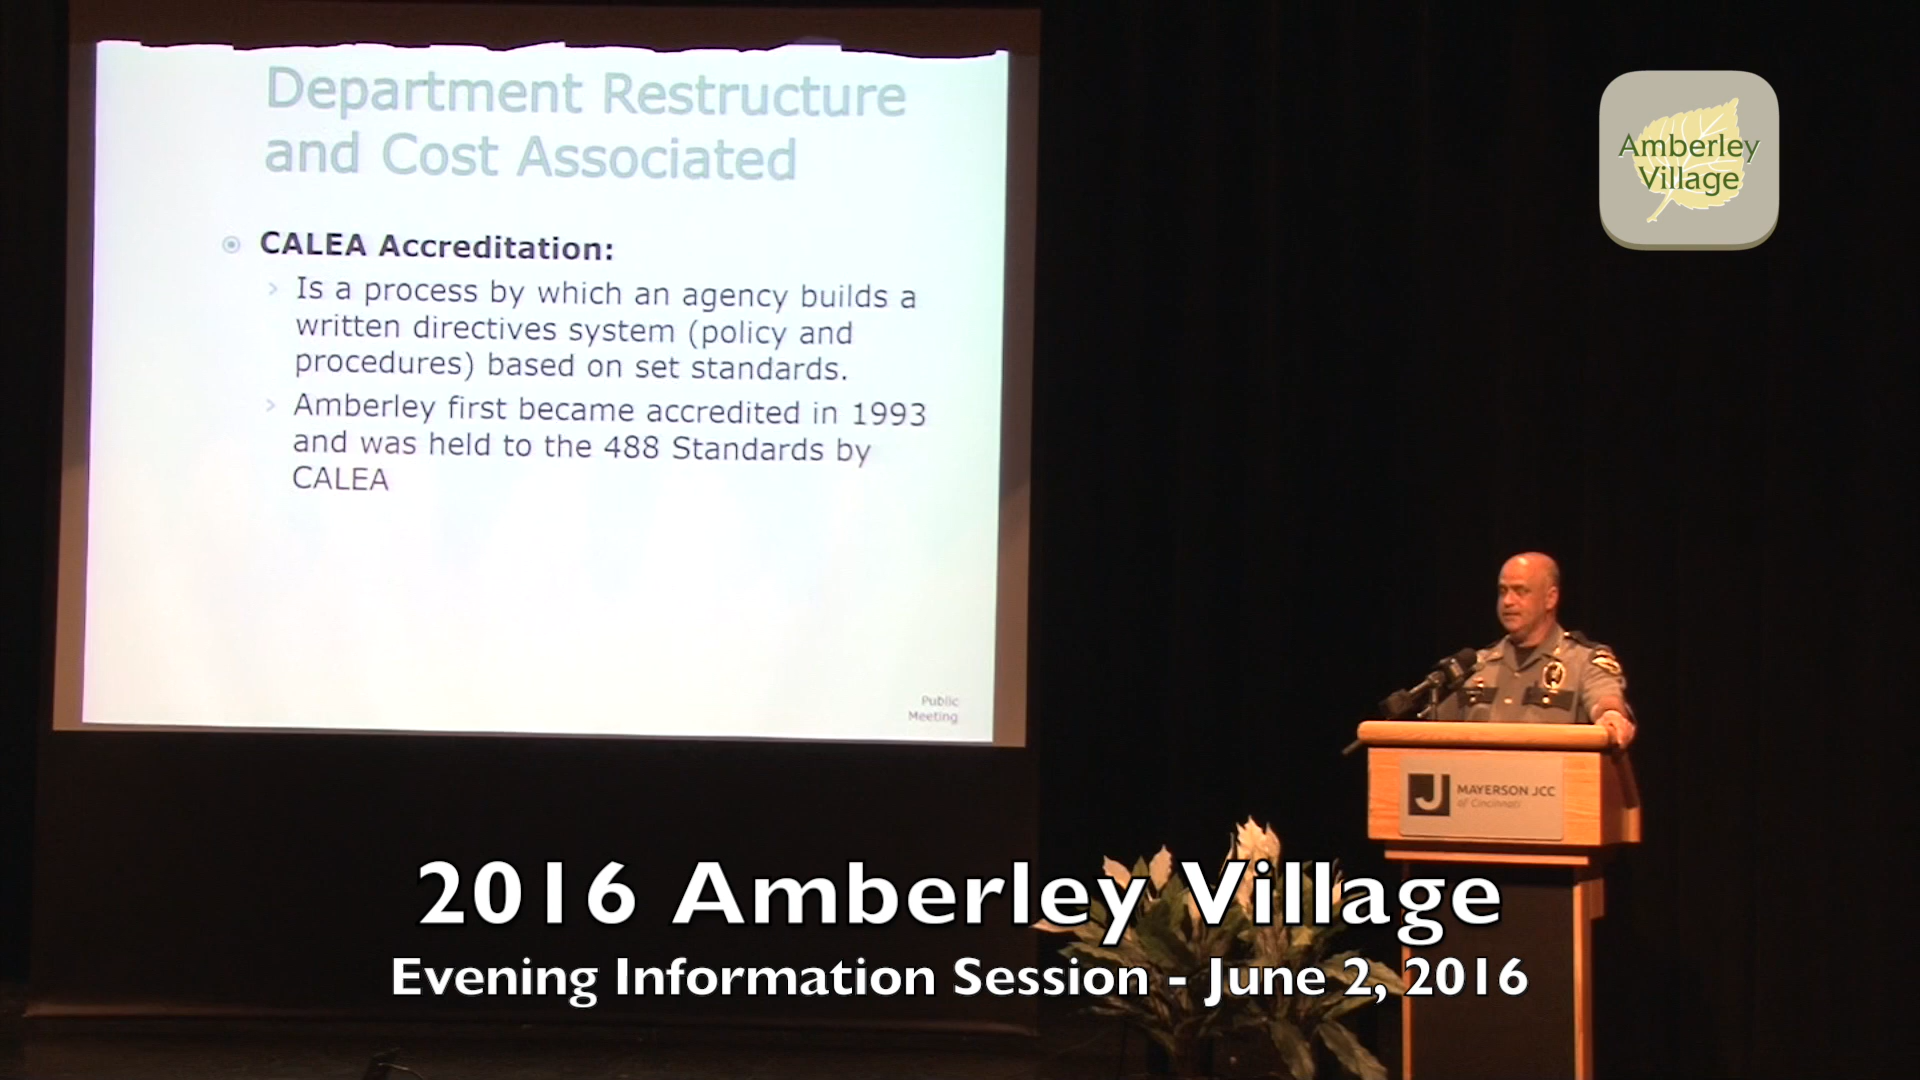 Department Restructure
and Cost Associated
CALEA Accreditation:
Is a process by which an agency builds a
written directives system (policy and
procedures) based on set standards.
Amberley first became accredited in 1993
and was held to the 488 Standards by
CALEA
Public
Meeting
Amberley
Village
J
MAYERSON JCC
of Cincinnati
2016 Amberley Village
Evening Information Session - June 2, 2016